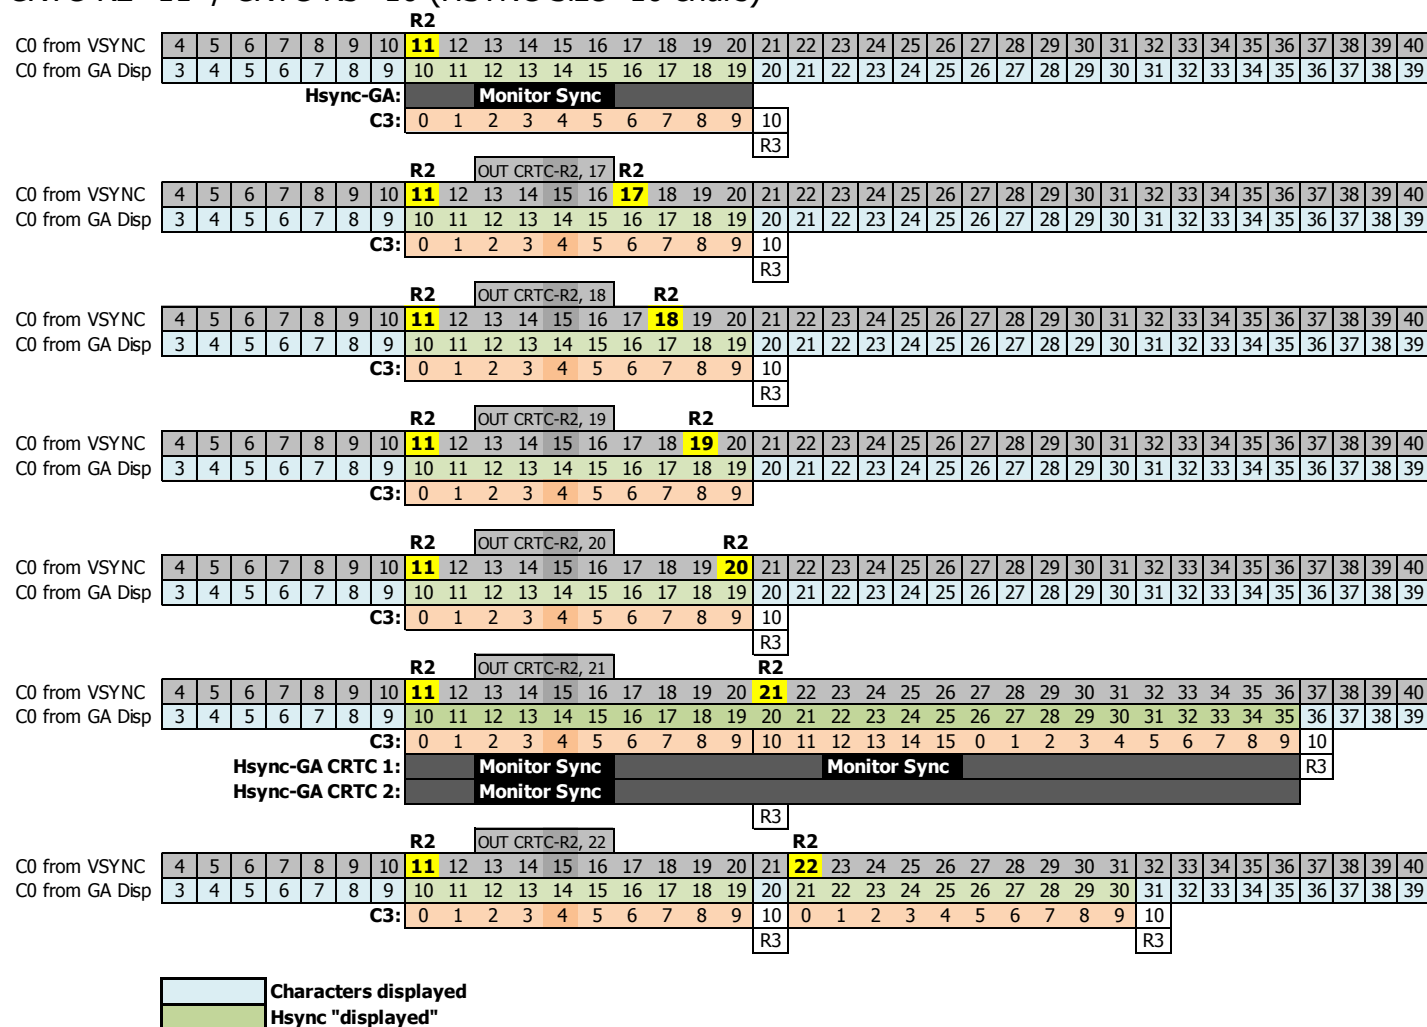 R2
C0 from VSYNC 4 5 6 7 8 9 10 11 12 13 14 15 16 17 18 19 20 21 22 23 24 25 26 27 28 29 30 31 32 33 34 35 36 37 38 39 40
C0 from GA Disp 3 4 5 6 7 8 9 10 11 12 13 14 15 16 17 18 19 20 21 22 23 24 25 26 27 28 29 30 31 32 33 34 35 36 37 38 39
Hsync-GA: Monitor Sync
C3: 0 1 2 3 4 5 6 7 8 9 10
R3
R2 OUT CRTC-R2, 17 R2
C0 from VSYNC 4 5 6 7 8 9 10 11 12 13 14 15 16 17 18 19 20 21 22 23 24 25 26 27 28 29 30 31 32 33 34 35 36 37 38 39 40
C0 from GA Disp 3 4 5 6 7 8 9 10 11 12 13 14 15 16 17 18 19 20 21 22 23 24 25 26 27 28 29 30 31 32 33 34 35 36 37 38 39
C3: 0 1 2 3 4 5 6 7 8 9 10
R3
R2 OUT CRTC-R2, 18 R2
C0 from VSYNC 4 5 6 7 8 9 10 11 12 13 14 15 16 17 18 19 20 21 22 23 24 25 26 27 28 29 30 31 32 33 34 35 36 37 38 39 40
C0 from GA Disp 3 4 5 6 7 8 9 10 11 12 13 14 15 16 17 18 19 20 21 22 23 24 25 26 27 28 29 30 31 32 33 34 35 36 37 38 39
C3: 0 1 2 3 4 5 6 7 8 9 10
R3
R2 OUT CRTC-R2, 19 R2
C0 from VSYNC 4 5 6 7 8 9 10 11 12 13 14 15 16 17 18 19 20 21 22 23 24 25 26 27 28 29 30 31 32 33 34 35 36 37 38 39 40
C0 from GA Disp 3 4 5 6 7 8 9 10 11 12 13 14 15 16 17 18 19 20 21 22 23 24 25 26 27 28 29 30 31 32 33 34 35 36 37 38 39
C3: 0 1 2 3 4 5 6 7 8 9
R2 OUT CRTC-R2, 20 R2
C0 from VSYNC 4 5 6 7 8 9 10 11 12 13 14 15 16 17 18 19 20 21 22 23 24 25 26 27 28 29 30 31 32 33 34 35 36 37 38 39 40
C0 from GA Disp 3 4 5 6 7 8 9 10 11 12 13 14 15 16 17 18 19 20 21 22 23 24 25 26 27 28 29 30 31 32 33 34 35 36 37 38 39
C3: 0 1 2 3 4 5 6 7 8 9 10
R3
R2 OUT CRTC-R2, 21 R2
C0 from VSYNC 4 5 6 7 8 9 10 11 12 13 14 15 16 17 18 19 20 21 22 23 24 25 26 27 28 29 30 31 32 33 34 35 36 37 38 39 40
C0 from GA Disp 3 4 5 6 7 8 9 10 11 12 13 14 15 16 17 18 19 20 21 22 23 24 25 26 27 28 29 30 31 32 33 34 35 36 37 38 39
C3: 0 1 2 3 4 5 6 7 8 9 10 11 12 13 14 15 0 1 2 3 4 5 6 7 8 9 10
Hsync-GA CRTC 1: Monitor Sync Monitor Sync R3
Hsync-GA CRTC 2: Monitor Sync
R3
R2 OUT CRTC-R2, 22 R2
C0 from VSYNC 4 5 6 7 8 9 10 11 12 13 14 15 16 17 18 19 20 21 22 23 24 25 26 27 28 29 30 31 32 33 34 35 36 37 38 39 40
C0 from GA Disp 3 4 5 6 7 8 9 10 11 12 13 14 15 16 17 18 19 20 21 22 23 24 25 26 27 28 29 30 31 32 33 34 35 36 37 38 39
C3: 0 1 2 3 4 5 6 7 8 9 10 0 1 2 3 4 5 6 7 8 9 10
R3 R3
Characters displayed
Hsync "displayed"